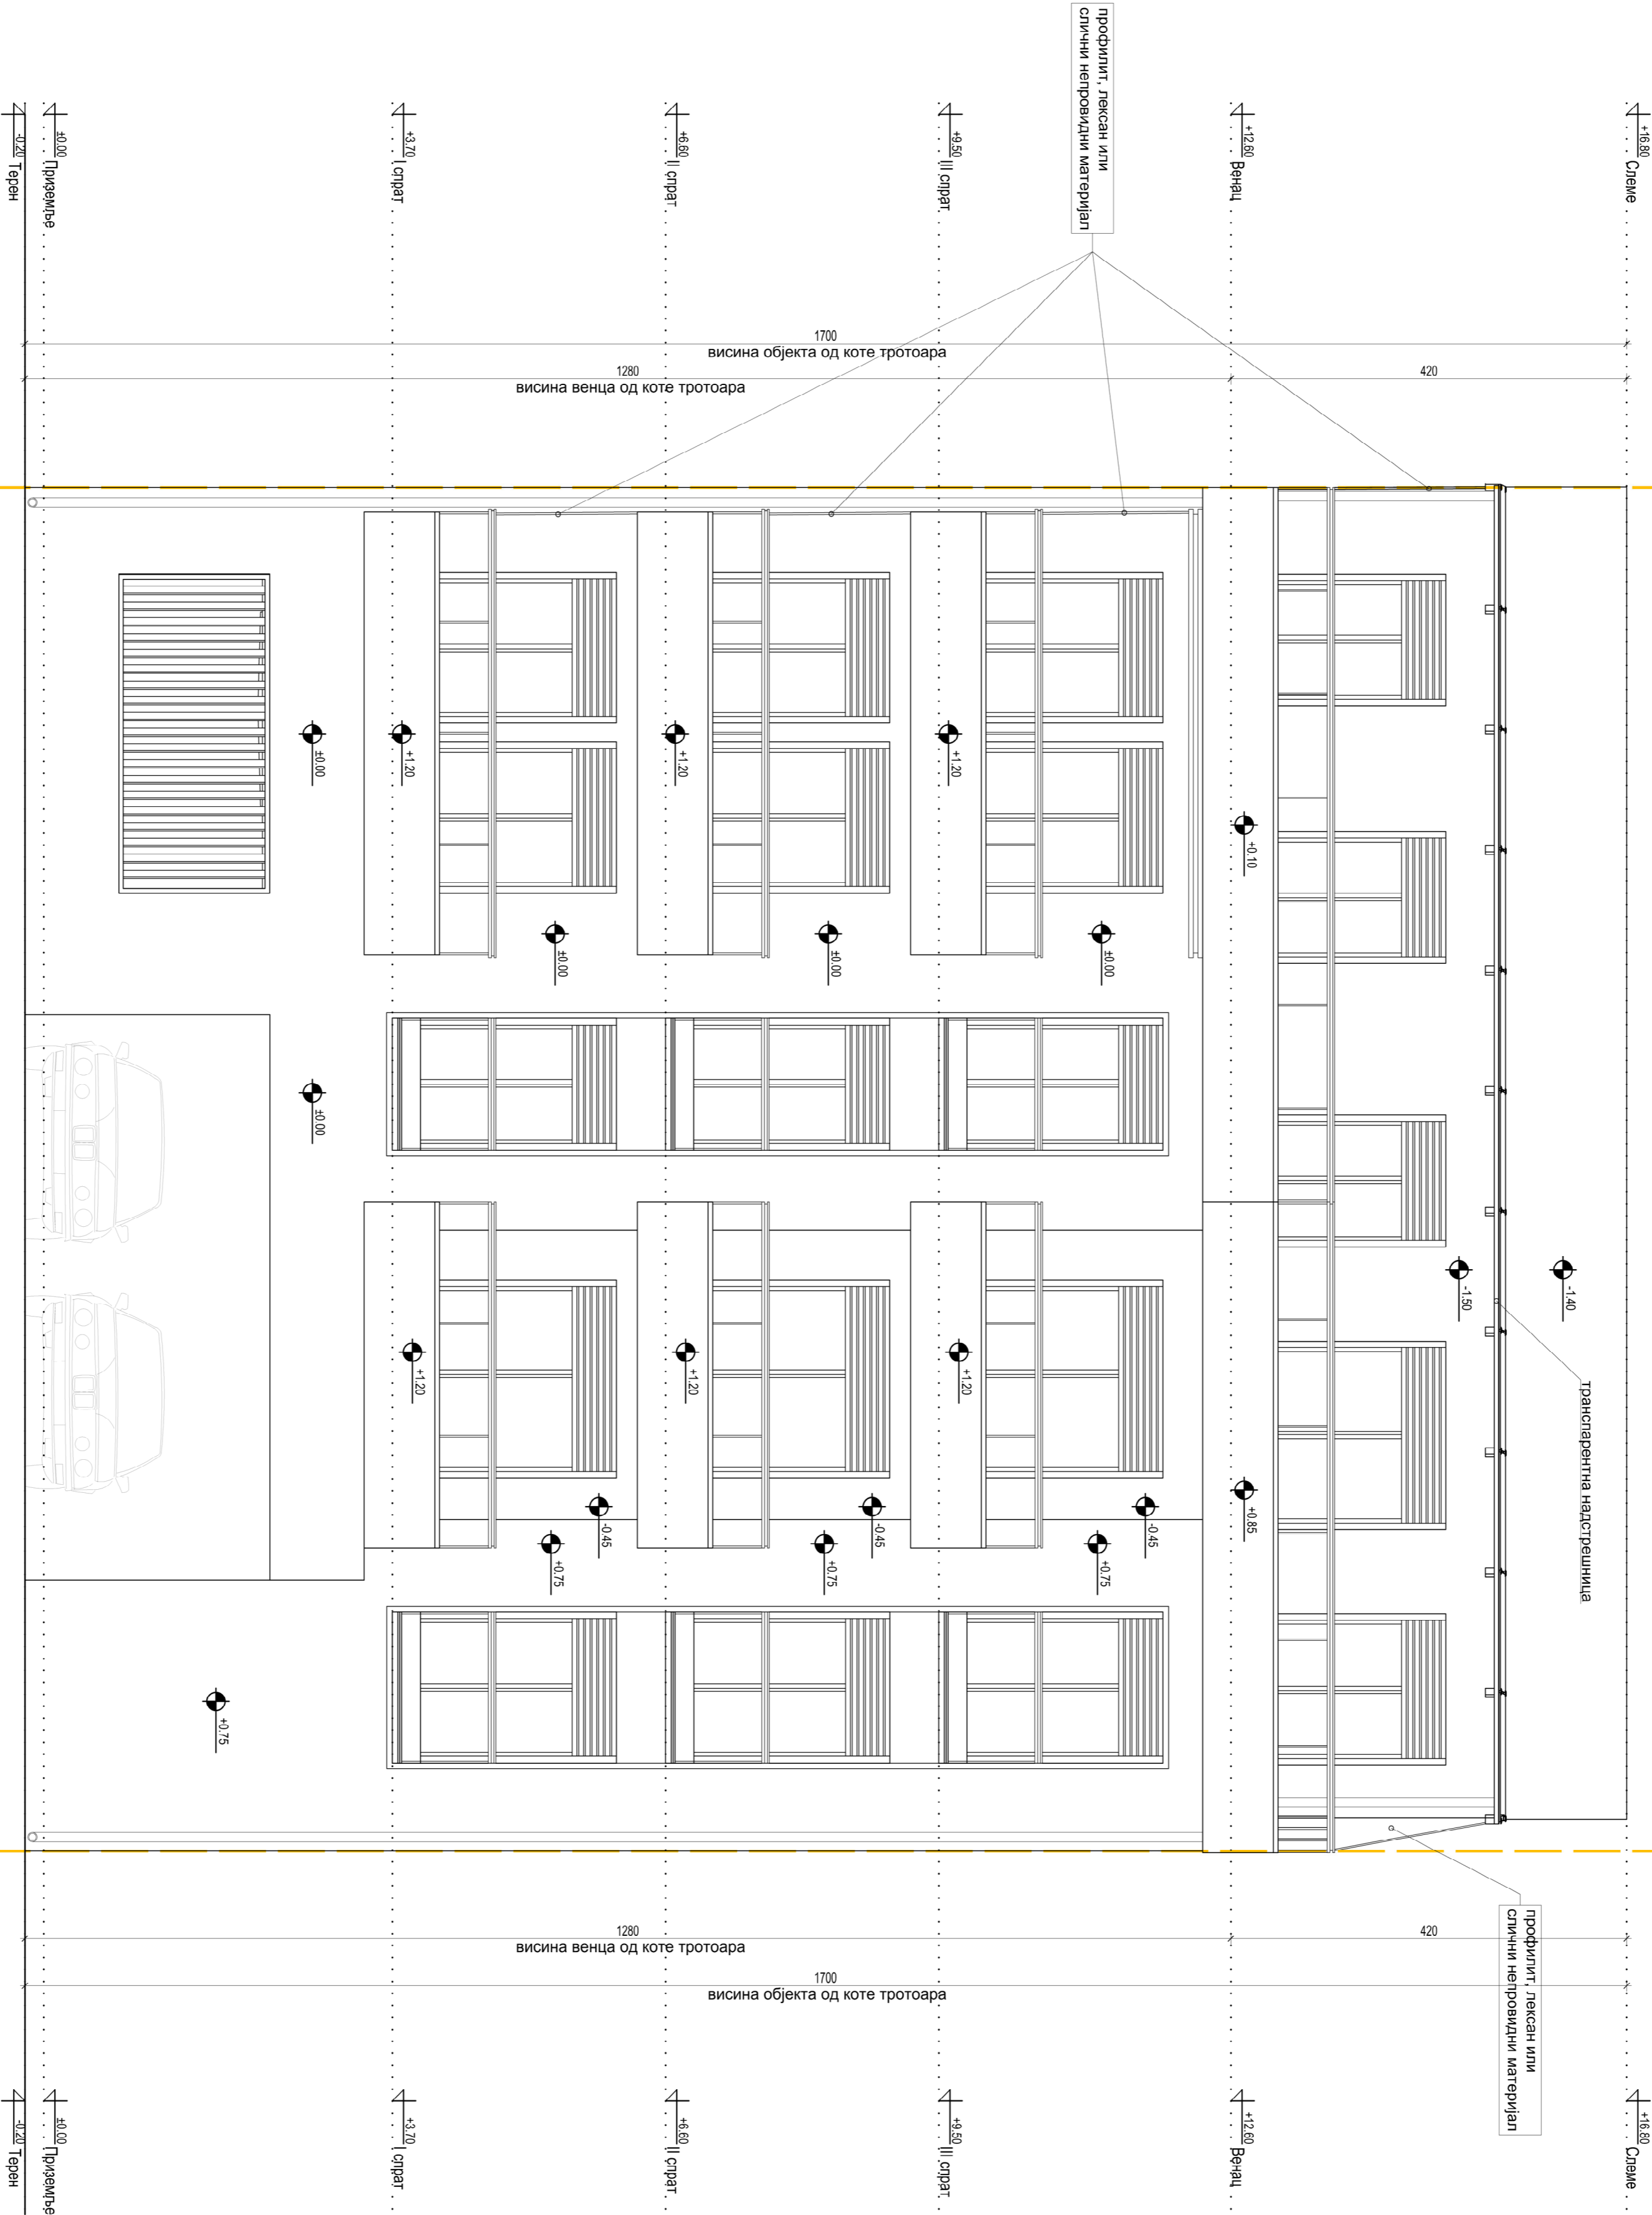 +16.80
Слеме
+12.60
Венац
+9.50
III спрат
+6.60
II спрат
+3.70
I спрат
±0.00
Приземље
-0.20
Терен
профилит, лексан или
слични непровидни материјал
1700
висина објекта од коте тротоара
1280
висина венца од коте тротоара
420
-1.40
-1.50
транспарентна надстрешница
+0.10
+0.85
+1.20
±0.00
+1.20
-0.45
+0.75
+1.20
±0.00
+1.20
-0.45
+0.75
+1.20
±0.00
+1.20
-0.45
+0.75
±0.00
±0.00
+0.75
профилит, лексан или
слични непровидни материјал
1280
висина венца од коте тротоара
420
1700
висина објекта од коте тротоара
+16.80
Слеме
+12.60
Венац
+9.50
III спрат
+6.60
II спрат
+3.70
I спрат
±0.00
Приземље
-0.20
Терен